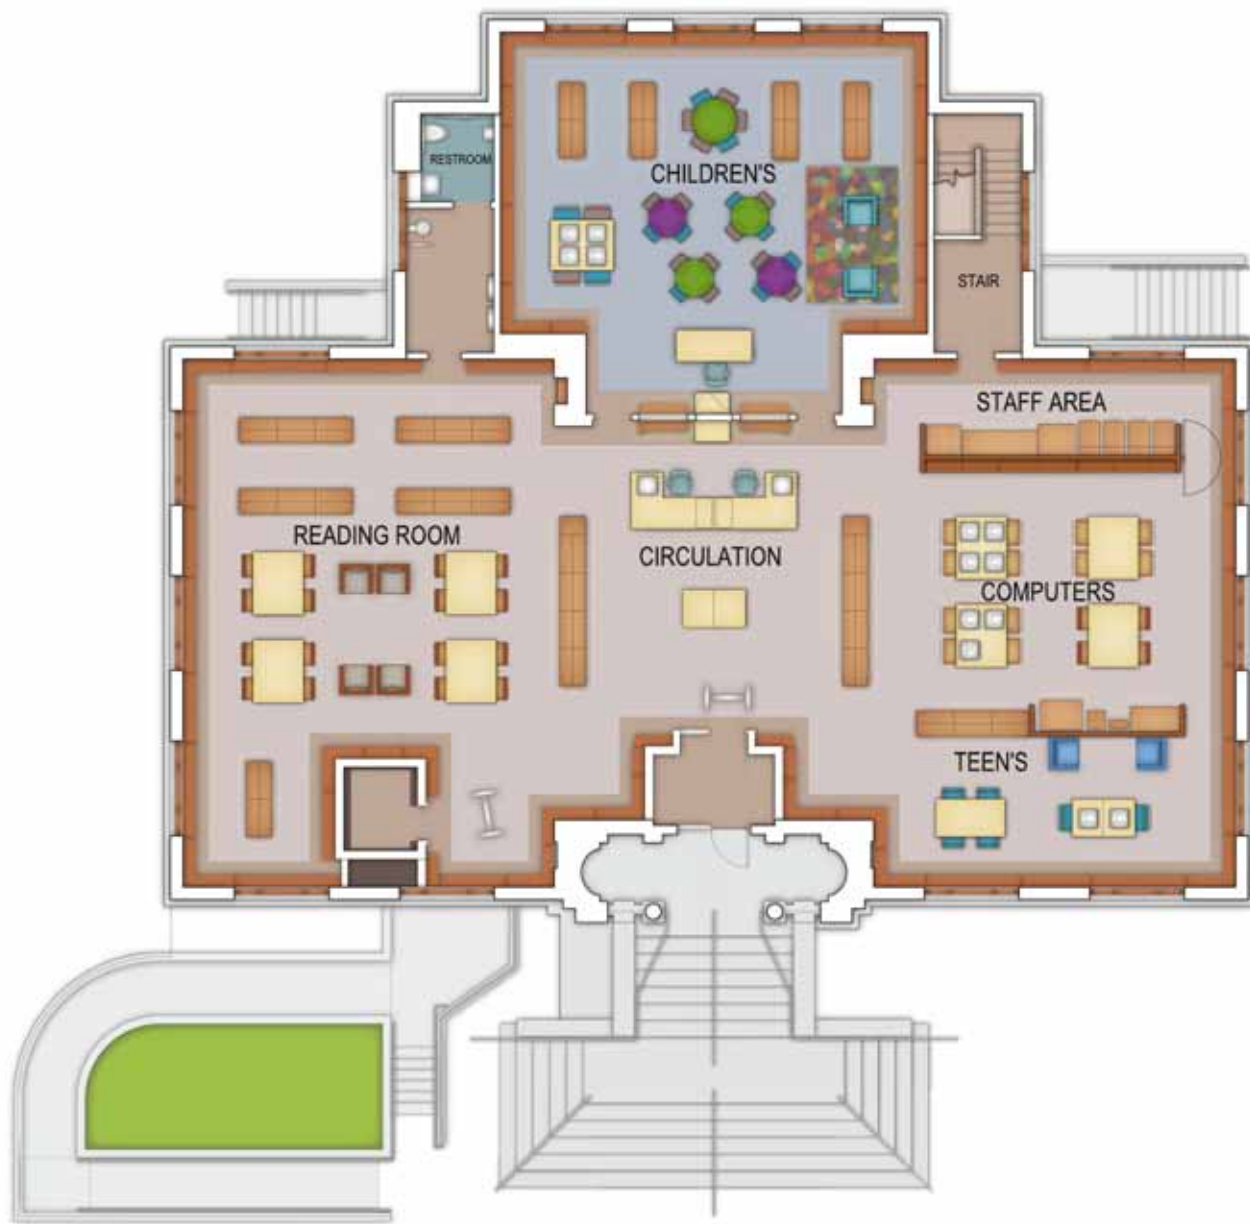 RESTROOM
CHILDREN'S
STAIR
STAFF AREA
READING ROOM
CIRCULATION
COMPUTERS
TEEN'S